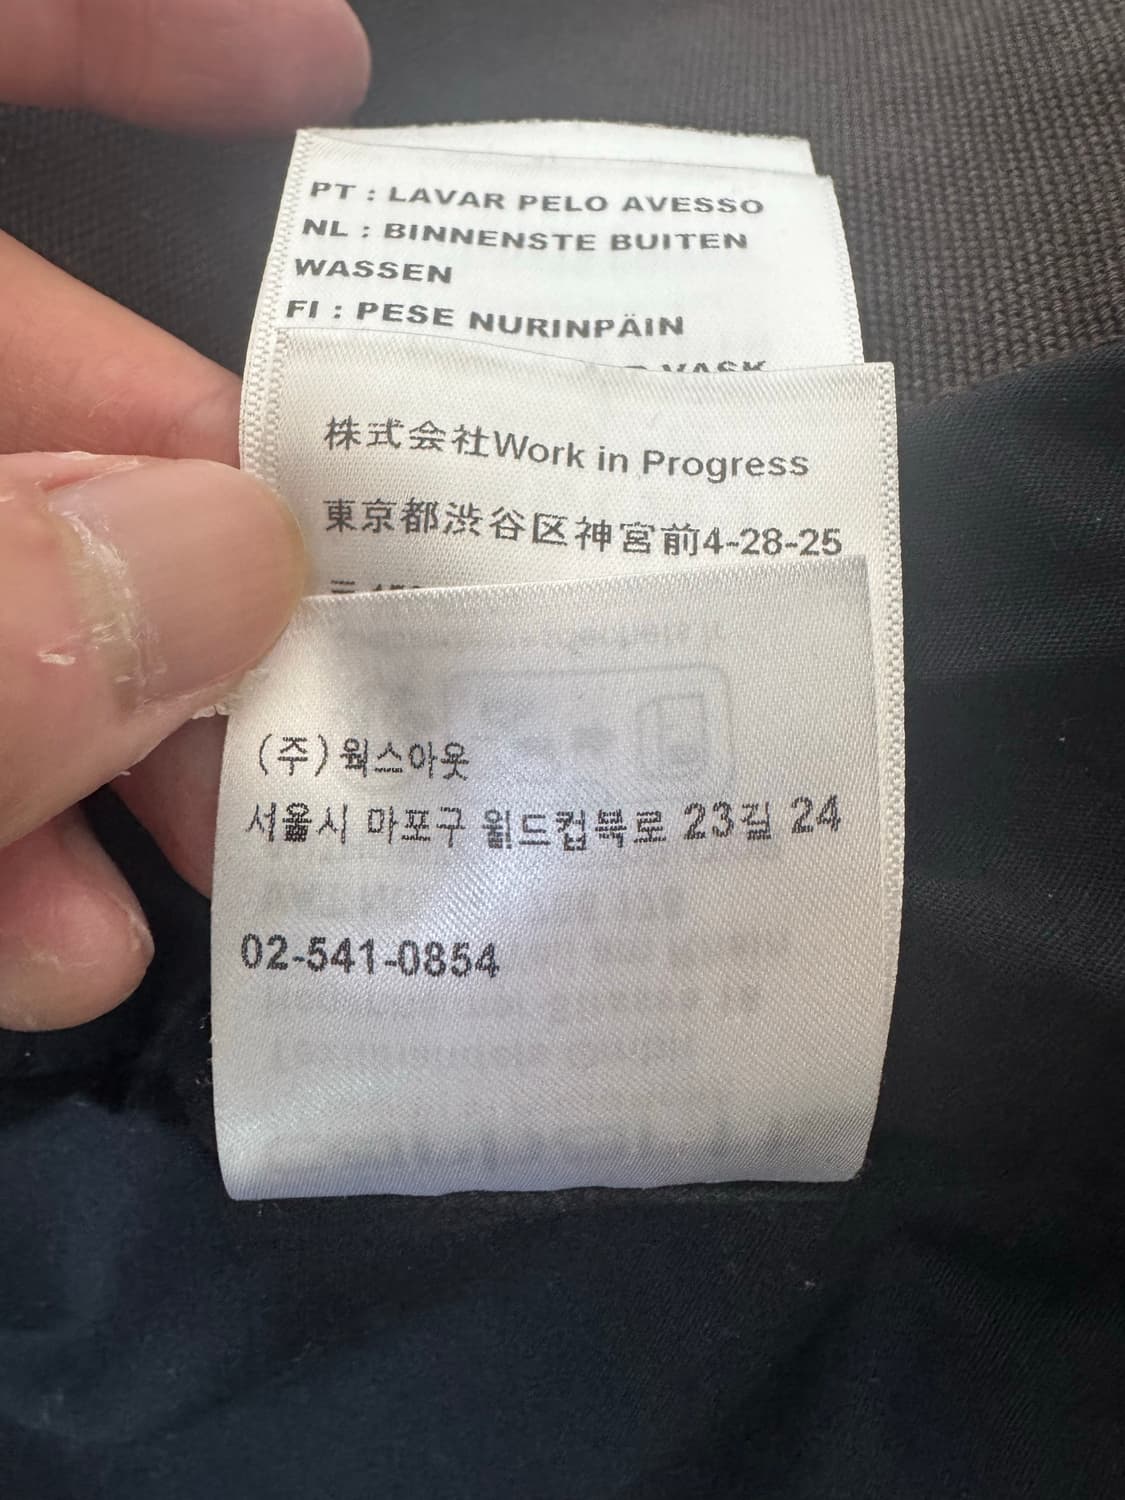 PT : LAVAR PELO AVESSO
NL : BINNENSTE BUITEN
WASSEN
FI : PESE NURINPÄIN
VASK
株式会社Work in Progress
東京都渋谷区神宮前4-28-25
(주) 웍스아웃
서울시 마포구 월드컵북로 23길 24
02-541-0854